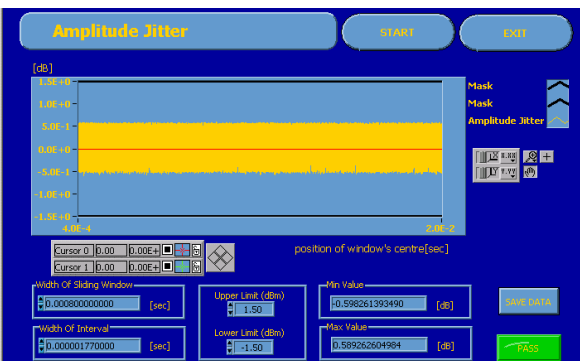 Amplitude Jitter START EXIT
[dB]
1.5E+0
1.0E+0
5.0E-1
0.0E+0
-5.0E-1
-1.0E+0
-1.5E+0
4.0E-4 2.0E-2
Mask
Mask
Amplitude Jitter
X X.XX
Y Y.YY
position of window's centre[sec]
Cursor 0 0.00 0.00E+
Cursor 1 0.00 0.00E+
Width Of Sliding Window
0.000800000000 [sec]
Width Of Interval
0.000001770000 [sec]
Upper Limit (dBm)
1.50
Lower Limit (dBm)
-1.50
Min Value
-0.598261393490 [dB]
Max Value
0.589262604984 [dB]
SAVE DATA
PASS